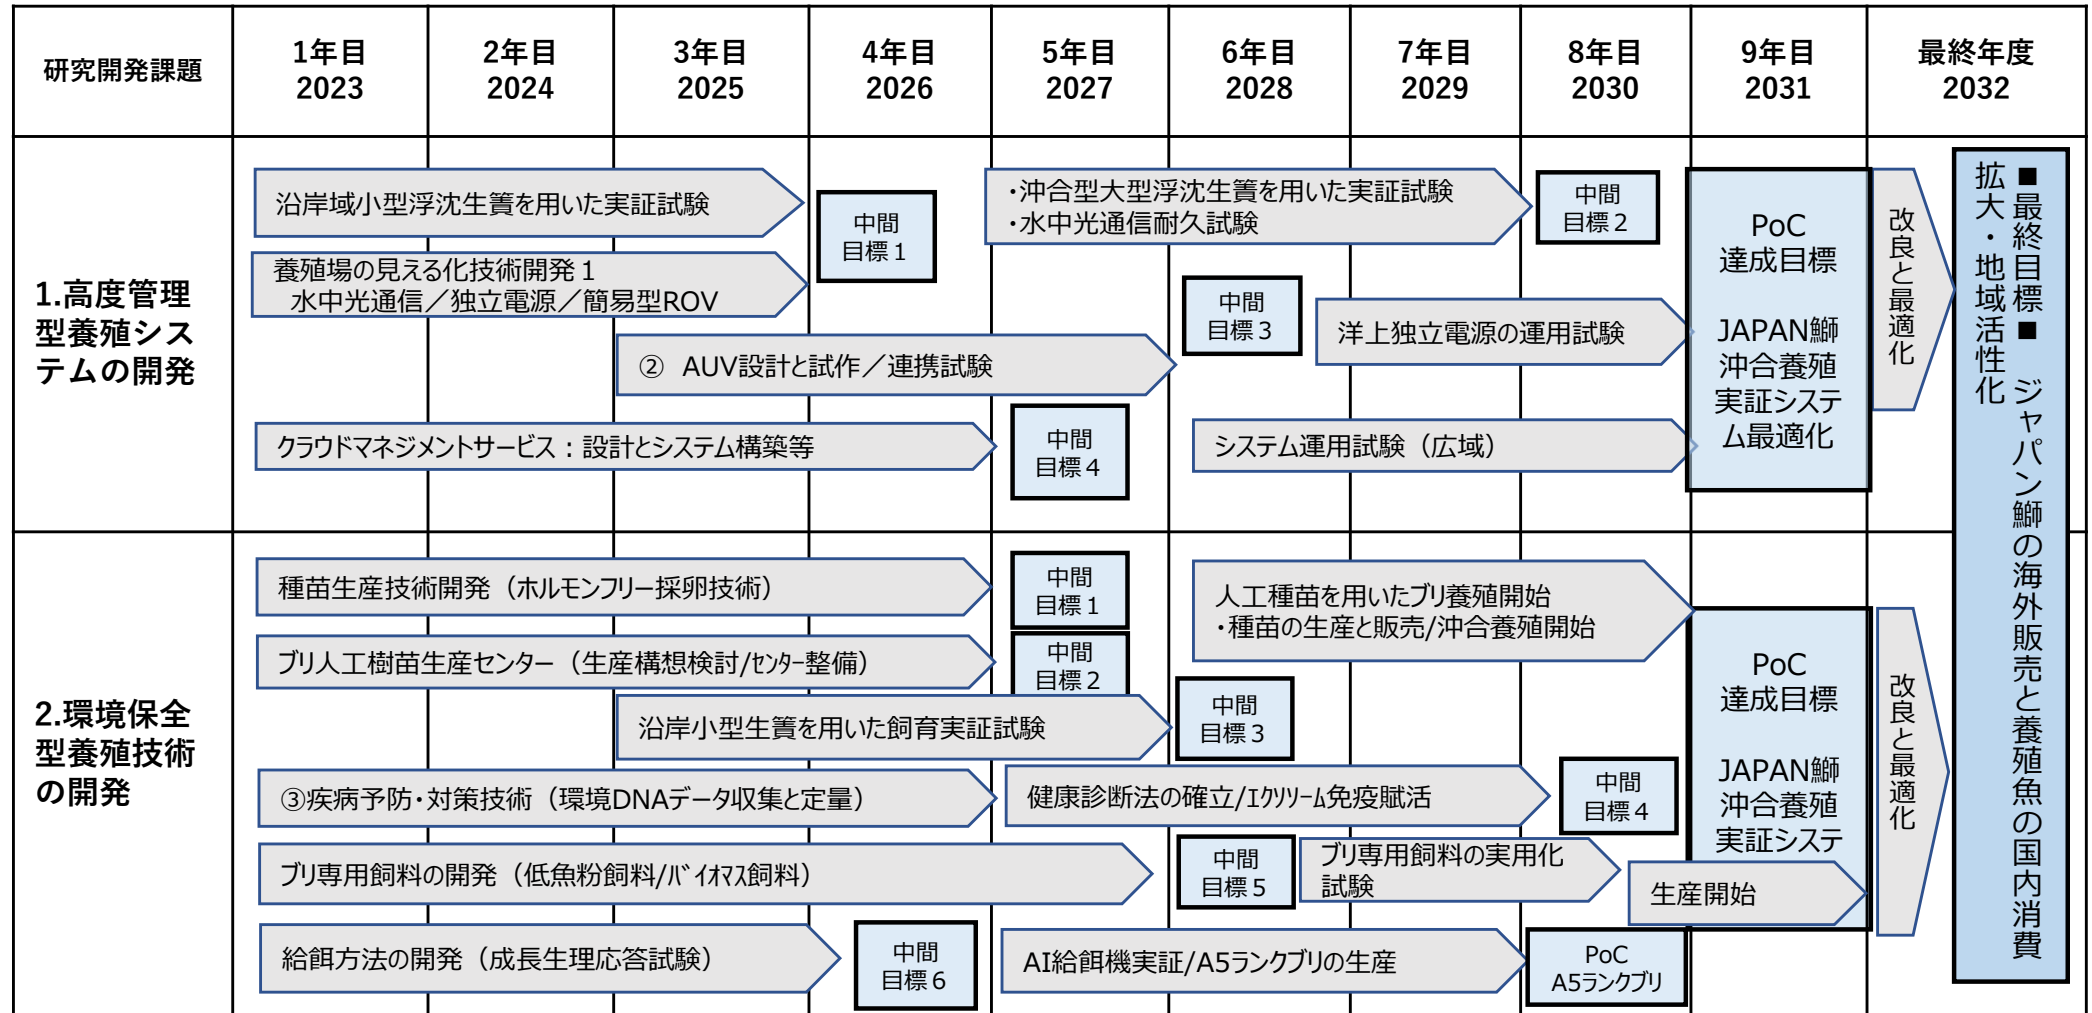 研究開発課題
1年目
2023
2年目
2024
3年目
2025
4年目
2026
5年目
2027
6年目
2028
7年目
2029
8年目
2030
9年目
2031
最終年度
2032
1.高度管理
型養殖シス
テムの開発
沿岸域小型浮沈生簀を用いた実証試験
中間
目標１
・沖合型大型浮沈生簀を用いた実証試験
・水中光通信耐久試験
中間
目標２
養殖場の見える化技術開発１
水中光通信／独立電源／簡易型ROV
中間
目標３
洋上独立電源の運用試験
② AUV設計と試作／連携試験
クラウドマネジメントサービス：設計とシステム構築等
中間
目標４
システム運用試験（広域）
PoC
達成目標
JAPAN鰤
沖合養殖
実証システ
ム最適化
改良と最適化
■最終目標■ ジャパン鰤の海外販売と養殖魚の国内消費
拡大・地域活性化
2.環境保全
型養殖技術
の開発
種苗生産技術開発（ホルモンフリー採卵技術）
中間
目標１
人工種苗を用いたブリ養殖開始
・種苗の生産と販売/沖合養殖開始
ブリ人工樹苗生産センター（生産構想検討/ｾﾝﾀｰ整備）
中間
目標２
沿岸小型生簀を用いた飼育実証試験
中間
目標３
③疾病予防・対策技術（環境DNAデータ収集と定量）
健康診断法の確立/ｴｸｿｿｰﾑ免疫賦活
中間
目標４
ブリ専用飼料の開発（低魚粉飼料/ﾊﾞｲｵﾏｽ飼料）
中間
目標５
ブリ専用飼料の実用化
試験
生産開始
給餌方法の開発（成長生理応答試験）
中間
目標６
AI給餌機実証/A5ランクブリの生産
PoC
A5ランクブリ
PoC
達成目標
JAPAN鰤
沖合養殖
実証システ
改良と最適化